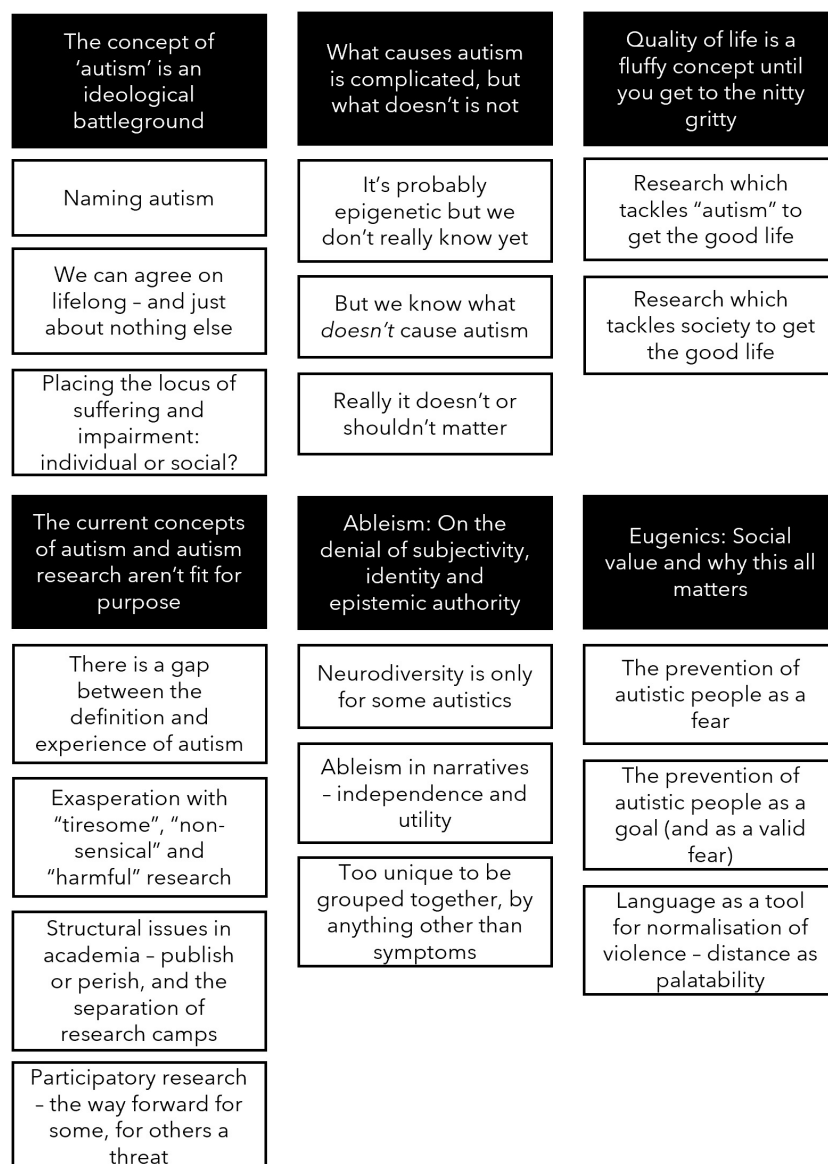 The concept of
‘autism’ is an
ideological
battleground
Naming autism
We can agree on
lifelong – and just
about nothing else
Placing the locus of
suffering and
impairment:
individual or social?
What causes autism
is complicated, but
what doesn’t is not
It’s probably
epigenetic but we
don’t really know yet
But we know what
doesn’t cause autism
Really it doesn’t or
shouldn’t matter
Quality of life is a
fluffy concept until
you get to the nitty
gritty
Research which
tackles “autism” to
get the good life
Research which
tackles society to get
the good life
The current concepts
of autism and autism
research aren’t fit for
purpose
There is a gap
between the
definition and
experience of autism
Exasperation with
“tiresome”, “non-
sensical” and
“harmful” research
Structural issues in
academia – publish
or perish, and the
separation of
research camps
Participatory research
– the way forward for
some, for others a
threat
Ableism: On the
denial of subjectivity,
identity and
epistemic authority
Neurodiversity is only
for some autistics
Ableism in narratives
– independence and
utility
Too unique to be
grouped together, by
anything other than
symptoms
Eugenics: Social
value and why this all
matters
The prevention of
autistic people as a
fear
The prevention of
autistic people as a
goal (and as a valid
fear)
Language as a tool
for normalisation of
violence – distance as
palatability